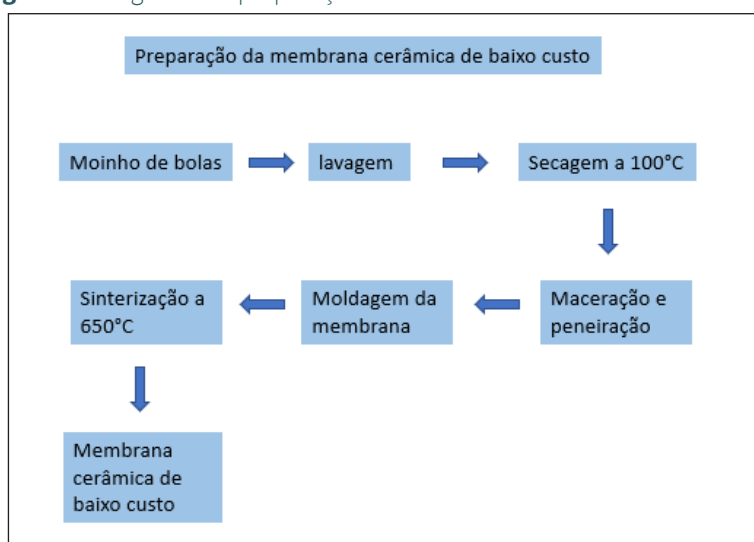 Preparação da membrana cerâmica de baixo custo
Moinho de bolas
lavagem
Secagem a 100°C
Maceração e
peneiração
Moldagem da
membrana
Sinterização a
650°C
Membrana
cerâmica de
baixo custo